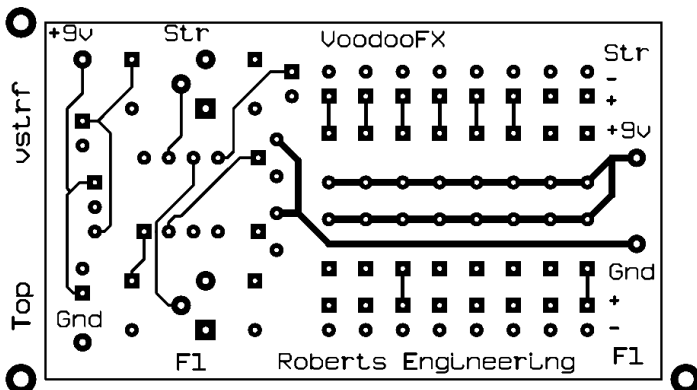 +9v
Str
VoodooFX
Str
-
+
+9v
vstrf
Top
Gnd
Gnd
+
-
F1
Roberts Engineering
F1